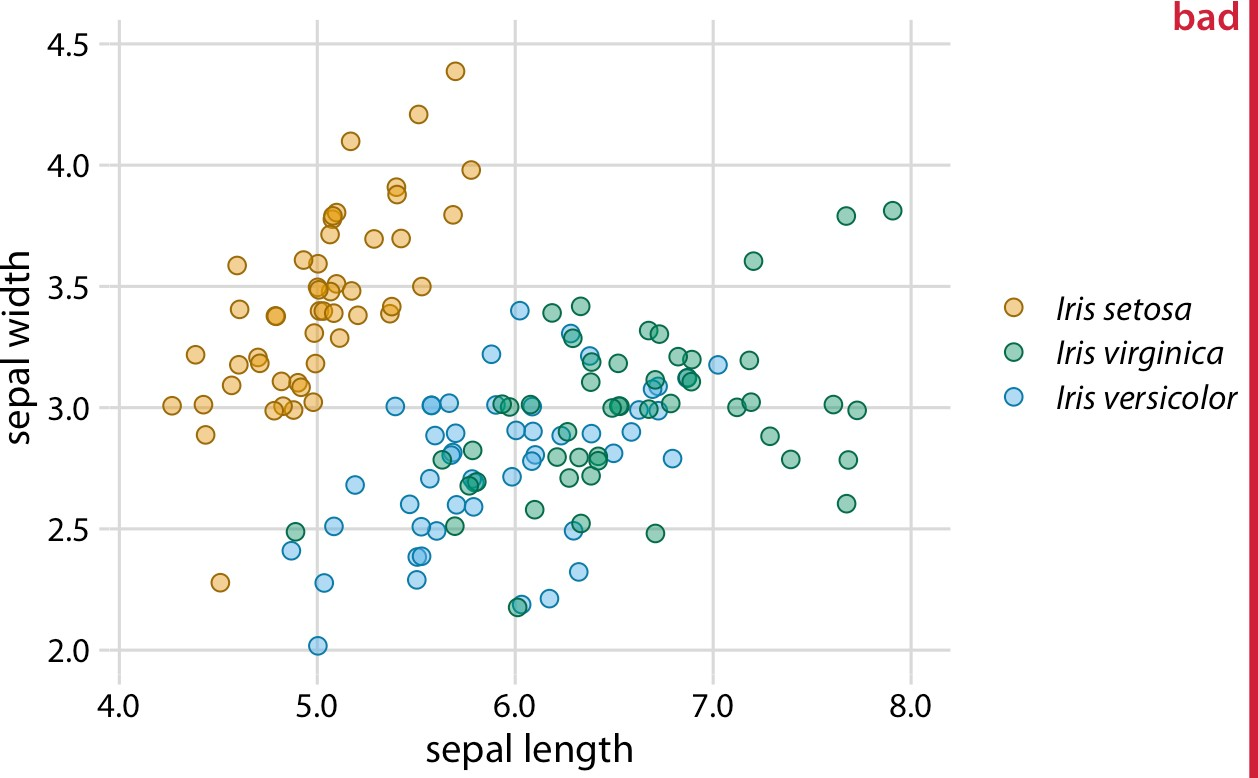 bad
4.5
4.0
3.5
3.0
2.5
2.0
sepal width
4.0 5.0 6.0 7.0 8.0
sepal length
Iris setosa
Iris virginica
Iris versicolor